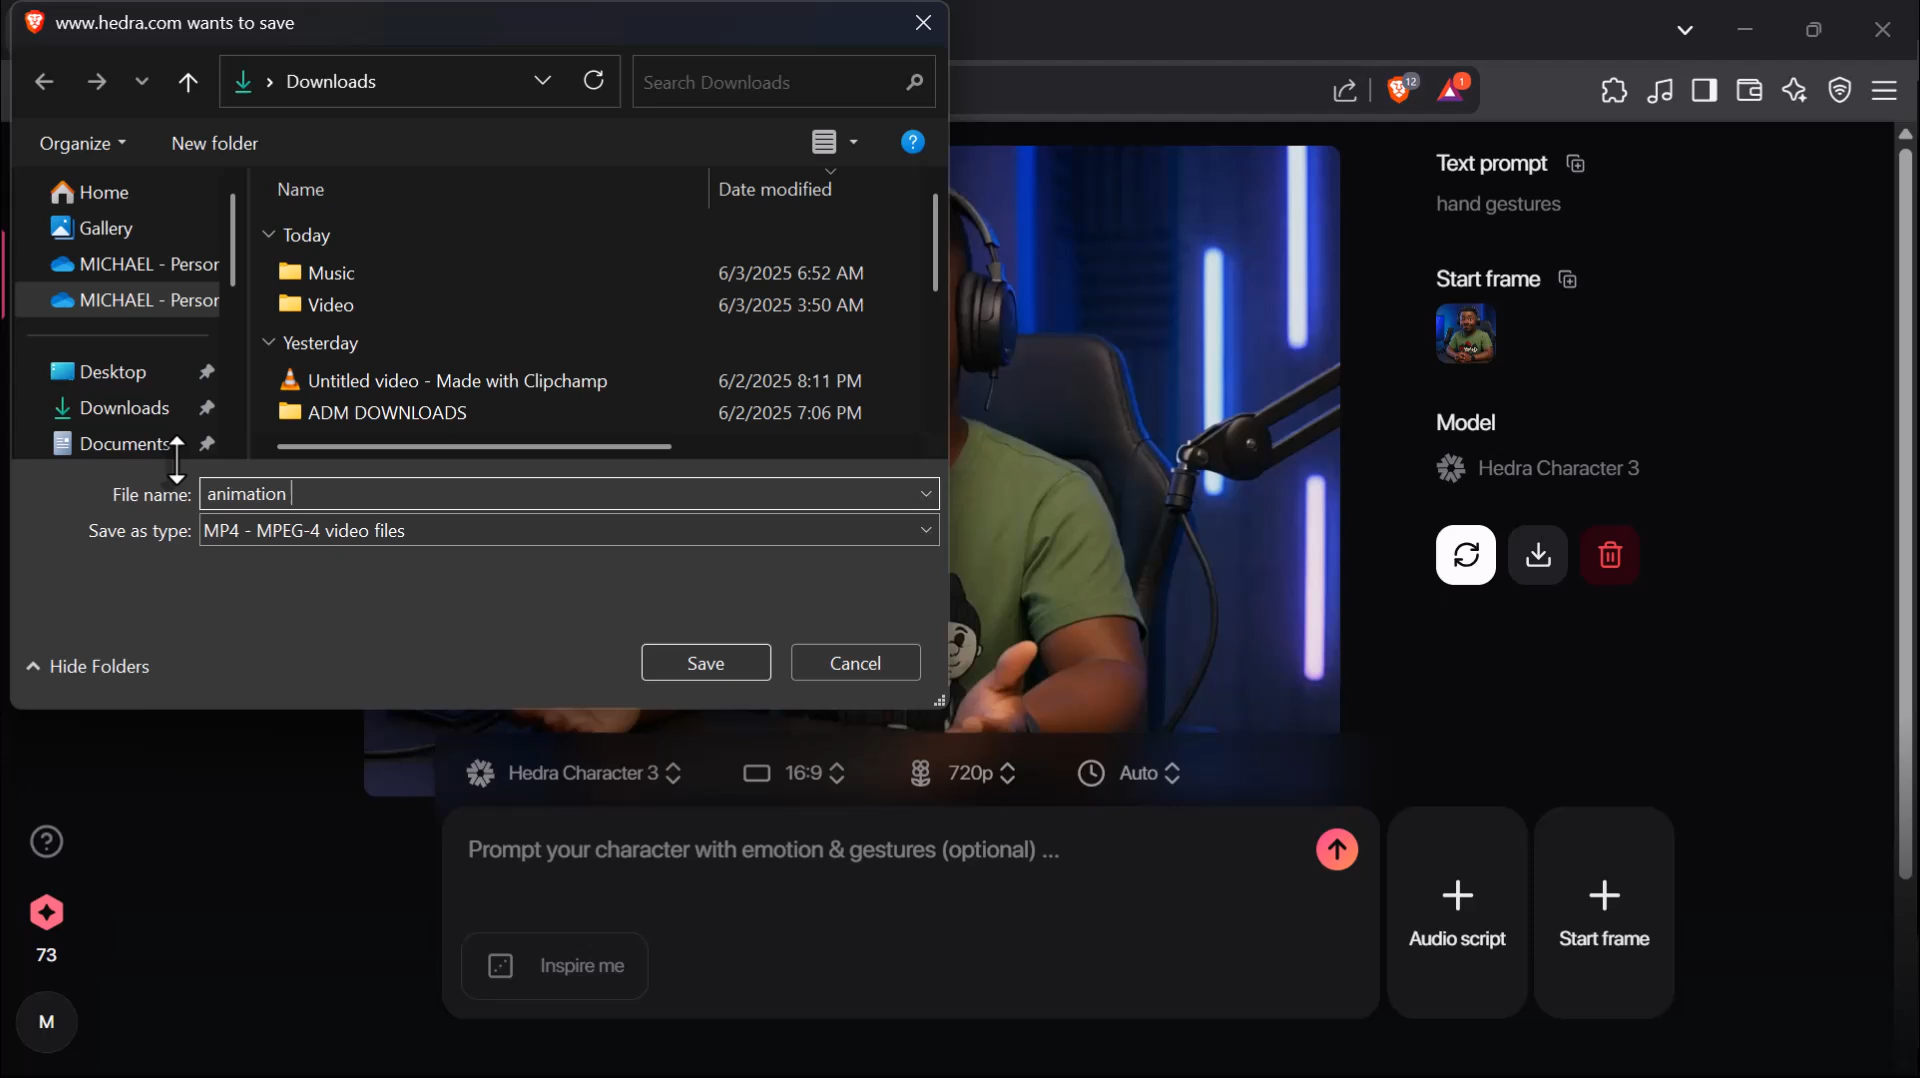 www.hedra.com wants to save
Downloads
Search Downloads
12
1
Organize
New folder
?
Home
Gallery
MICHAEL - Person
MICHAEL - Person
Desktop
Downloads
Documents
Name
Date modified
Today
Music 6/3/2025 6:52 AM
Video 6/3/2025 3:50 AM
Yesterday
Untitled video - Made with Clipchamp 6/2/2025 8:11 PM
ADM DOWNLOADS 6/2/2025 7:06 PM
File name: animation
Save as type: MP4 - MPEG-4 video files
Hide Folders
Save
Cancel
Text prompt
hand gestures
Start frame
Model
Hedra Character 3
Hedra Character 3
16:9
720p
Auto
Prompt your character with emotion & gestures (optional) ...
Inspire me
Audio script
Start frame
?
73
M